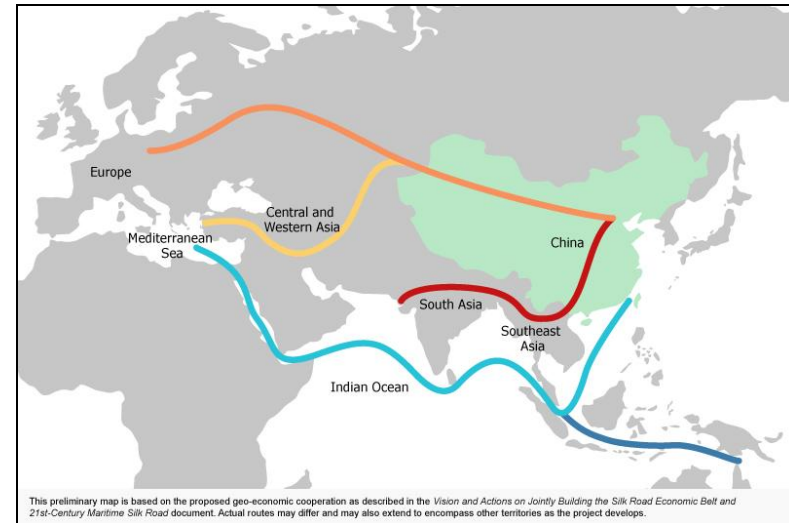 Europe
Central and
Western Asia
Mediterranean
Sea
China
South Asia
Southeast
Asia
Indian Ocean
This preliminary map is based on the proposed geo-economic cooperation as described in the Vision and Actions on Jointly Building the Silk Road Economic Belt and
21st-Century Maritime Silk Road document. Actual routes may differ and may also extend to encompass other territories as the project develops.